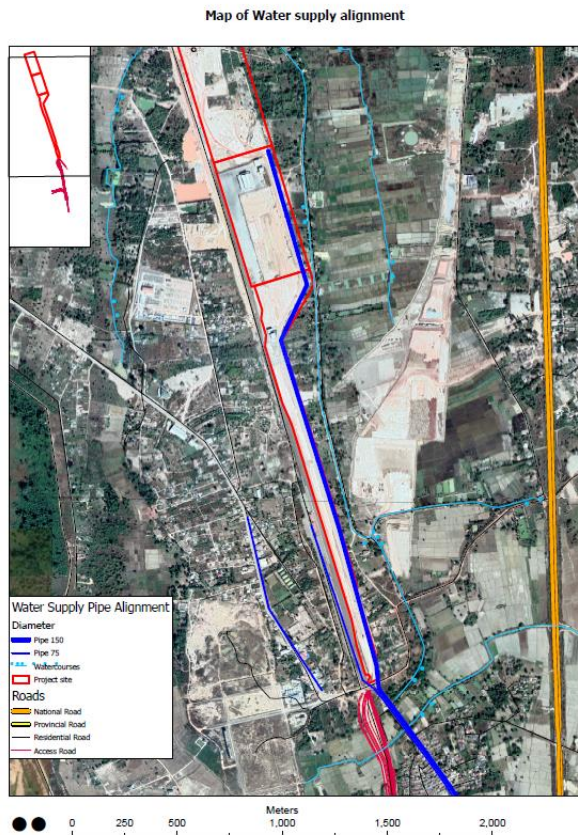 Map of Water supply alignment
Water Supply Pipe Alignment
Diameter
Pipe 150
Pipe 75
Watercourses
Project site
Roads
National Road
Provincial Road
Residential Road
Access Road
Meters
0 250 500 1,000 1,500 2,000